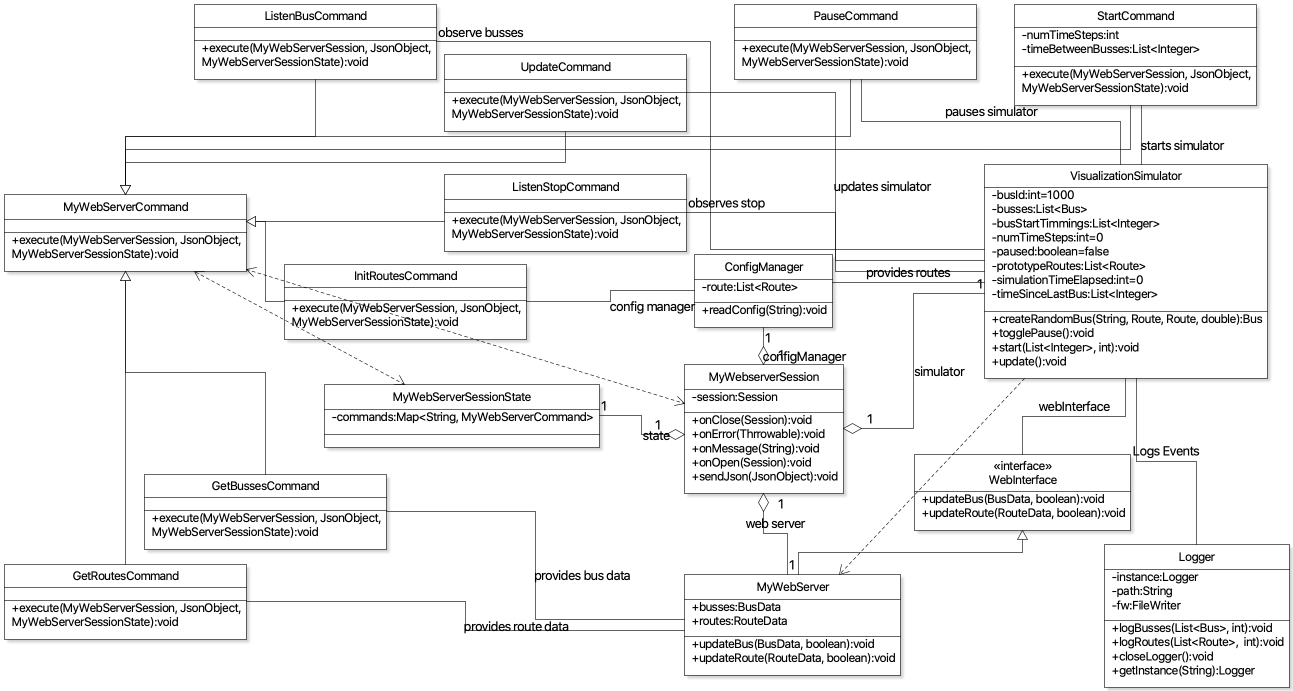 ListenBusCommand
+execute(MyWebServerSession, JsonObject,
MyWebServerSessionState):void
observe busses
UpdateCommand
+execute(MyWebServerSession, JsonObject,
MyWebServerSessionState):void
PauseCommand
+execute(MyWebServerSession, JsonObject,
MyWebServerSessionState):void
StartCommand
-numTimeSteps:int
-timeBetweenBusses:List<Integer>
+execute(MyWebServerSession, JsonObject,
MyWebServerSessionState):void
pauses simulator
starts simulator
MyWebServerCommand
+execute(MyWebServerSession, JsonObject,
MyWebServerSessionState):void
ListenStopCommand
+execute(MyWebServerSession, JsonObject,
MyWebServerSessionState):void
updates simulator
observes stop
VisualizationSimulator
-busId:int=1000
-busses:List<Bus>
-busStartTimmings:List<Integer>
-numTimeSteps:int=0
-paused:boolean=false
-prototypeRoutes:List<Route>
-simulationTimeElapsed:int=0
-timeSinceLastBus:List<Integer>
+createRandomBus(String, Route, Route, double):Bus
+togglePause():void
+start(List<Integer>, int):void
+update():void
InitRoutesCommand
+execute(MyWebServerSession, JsonObject,
MyWebServerSessionState):void
config manager
ConfigManager
-route:List<Route>
+readConfig(String):void
provides routes
1
1
1
configManager
MyWebserverSession
-session:Session
+onClose(Session):void
+onError(Thrrowable):void
+onMessage(String):void
+onOpen(Session):void
+sendJson(JsonObject):void
simulator
1
MyWebServerSessionState
-commands:Map<String, MyWebServerCommand>
1
1
state
webInterface
Logs Events
«interface»
WebInterface
+updateBus(BusData, boolean):void
+updateRoute(RouteData, boolean):void
GetBussesCommand
+execute(MyWebServerSession, JsonObject,
MyWebServerSessionState):void
1
web server
1
provides bus data
GetRoutesCommand
+execute(MyWebServerSession, JsonObject,
MyWebServerSessionState):void
provides route data
MyWebServer
+busses:BusData
+routes:RouteData
+updateBus(BusData, boolean):void
+updateRoute(RouteData, boolean):void
Logger
-instance:Logger
-path:String
-fw:FileWriter
+logBusses(List<Bus>, int):void
+logRoutes(List<Route>, int):void
+closeLogger():void
+getInstance(String):Logger